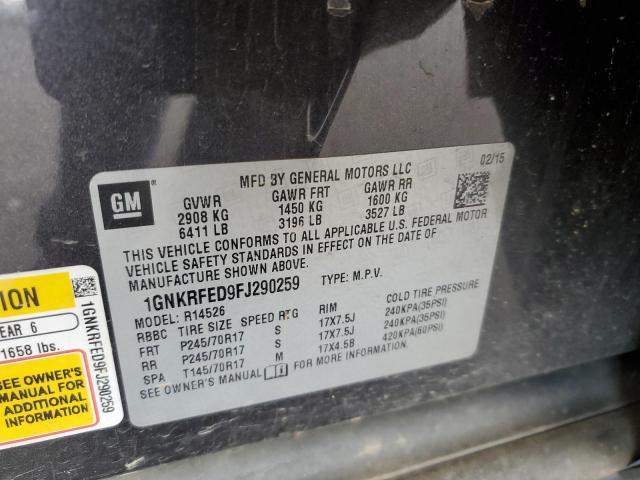 MFD BY GENERAL MOTORS LLC 02/15
GM
GVWR GAWR FRT GAWR RR
2908 KG 1450 KG 1600 KG
6411 LB 3196 LB 3527 LB
THIS VEHICLE CONFORMS TO ALL APPLICABLE U.S. FEDERAL MOTOR
VEHICLE SAFETY STANDARDS IN EFFECT ON THE DATE OF
MANUFACTURE SHOWN ABOVE.
1GNKRFED9FJ290259 TYPE: M.P.V.
MODEL: R14526
RBBC TIRE SIZE SPEED RTG RIM COLD TIRE PRESSURE
FRT P245/70R17 S 17X7.5J 240KPA(35PSI)
RR P245/70R17 S 17X7.5J 240KPA(35PSI)
SPA T145/70R17 M 17X4.5B 420KPA(60PSI)
SEE OWNER'S MANUAL FOR MORE INFORMATION.
ION
EAR 6
1658 lbs.
SEE OWNER'S
MANUAL FOR
ADDITIONAL
INFORMATION
1GNKRFED9FJ290259